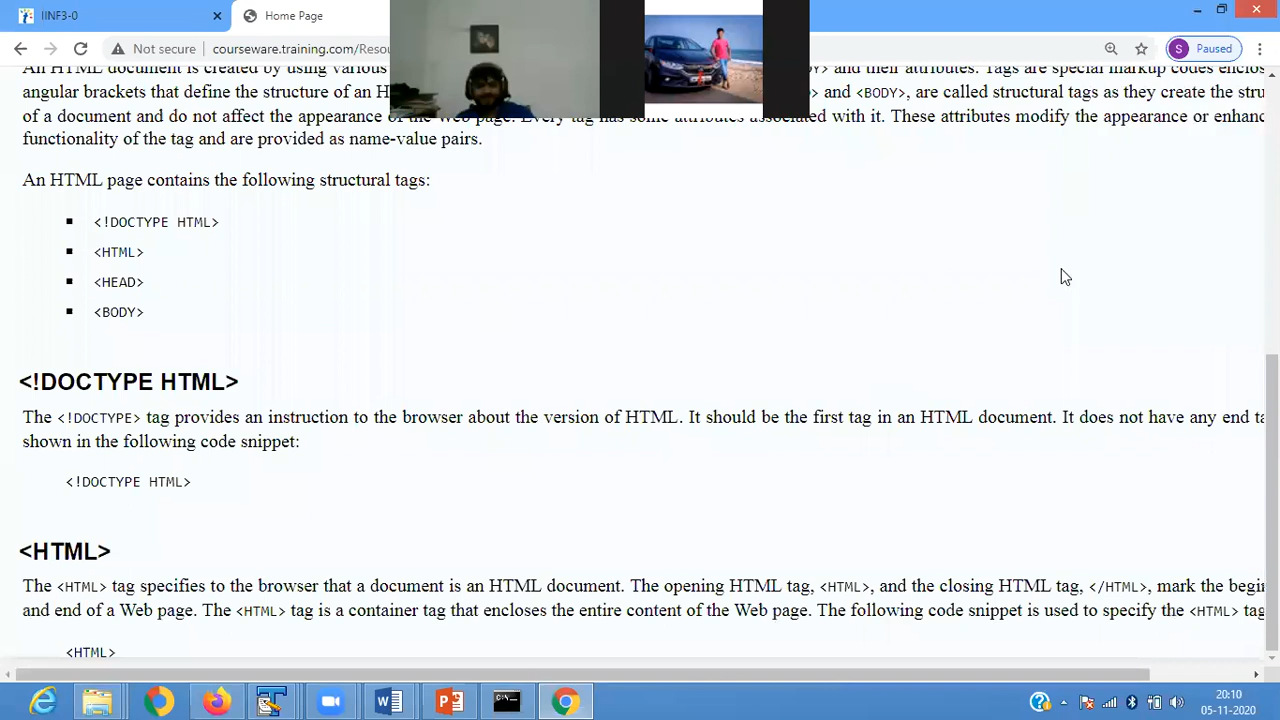 IINF3-0
Home Page
Not secure
courseware.training.com/Resou
Paused
An HTML document is created by using various
and their attributes. Tags are special markup codes enclos
angular brackets that define the structure of an H
and <BODY>, are called structural tags as they create the stru
of a document and do not affect the appearance of the Web page. Every tag has some attributes associated with it. These attributes modify the appearance or enhanc
functionality of the tag and are provided as name-value pairs.
An HTML page contains the following structural tags:
<!DOCTYPE HTML>
<HTML>
<HEAD>
<BODY>
<!DOCTYPE HTML>
The <!DOCTYPE> tag provides an instruction to the browser about the version of HTML. It should be the first tag in an HTML document. It does not have any end ta
shown in the following code snippet:
<!DOCTYPE HTML>
<HTML>
The <HTML> tag specifies to the browser that a document is an HTML document. The opening HTML tag, <HTML>, and the closing HTML tag, </HTML>, mark the begin
and end of a Web page. The <HTML> tag is a container tag that encloses the entire content of the Web page. The following code snippet is used to specify the <HTML> tag
<HTML>
20:10
05-11-2020